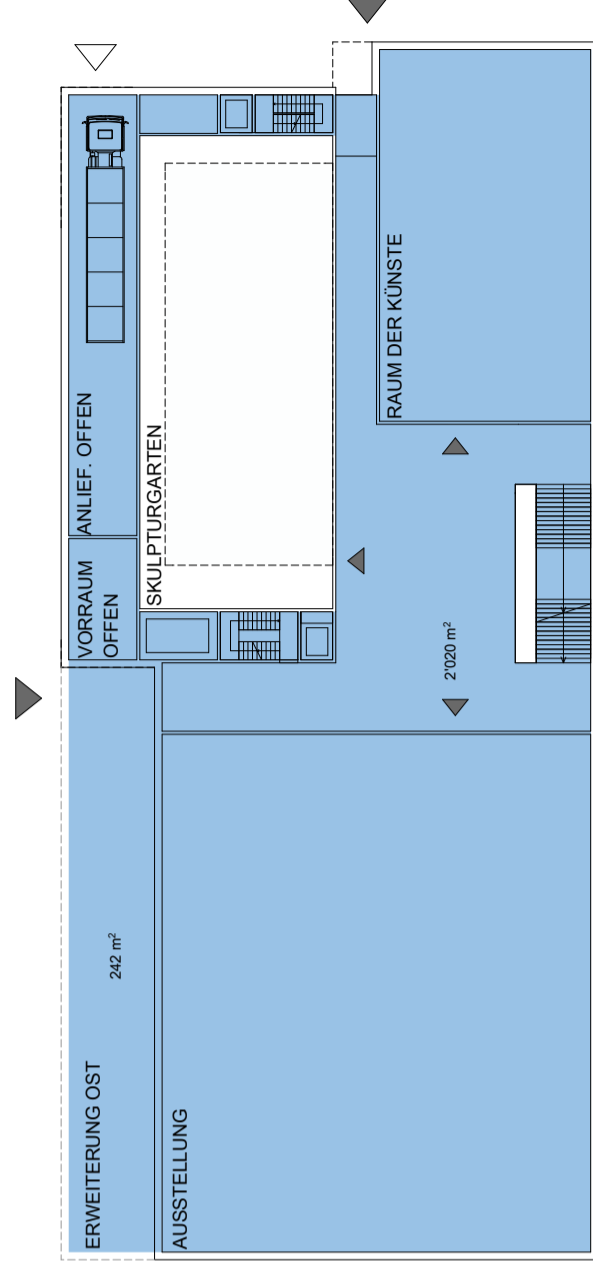 ANLIEF. OFFEN
VORRAUM
OFFEN
SKULPTURGARTEN
RAUM DER KÜNSTE
2'020 m²
242 m²
ERWEITERUNG OST
AUSSTELLUNG